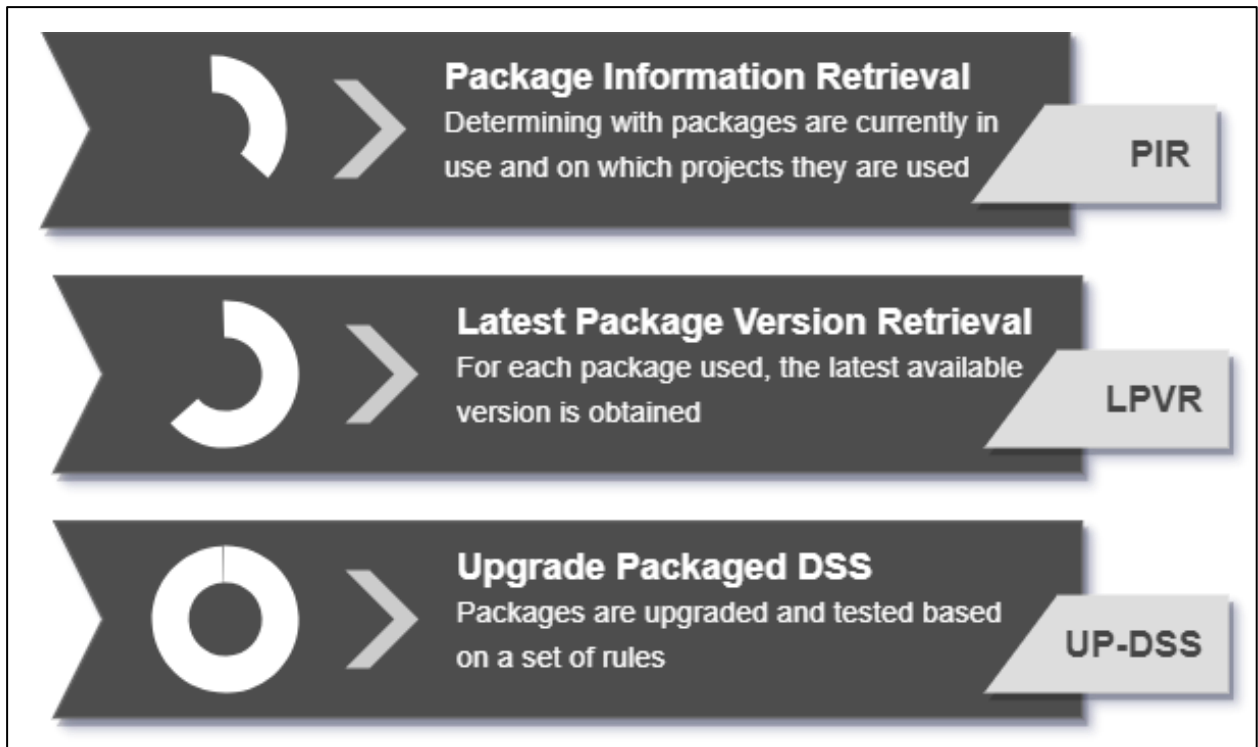 Package Information Retrieval
Determining with packages are currently in
use and on which projects they are used
PIR
Latest Package Version Retrieval
For each package used, the latest available
version is obtained
LPVR
Upgrade Packaged DSS
Packages are upgraded and tested based
on a set of rules
UP-DSS